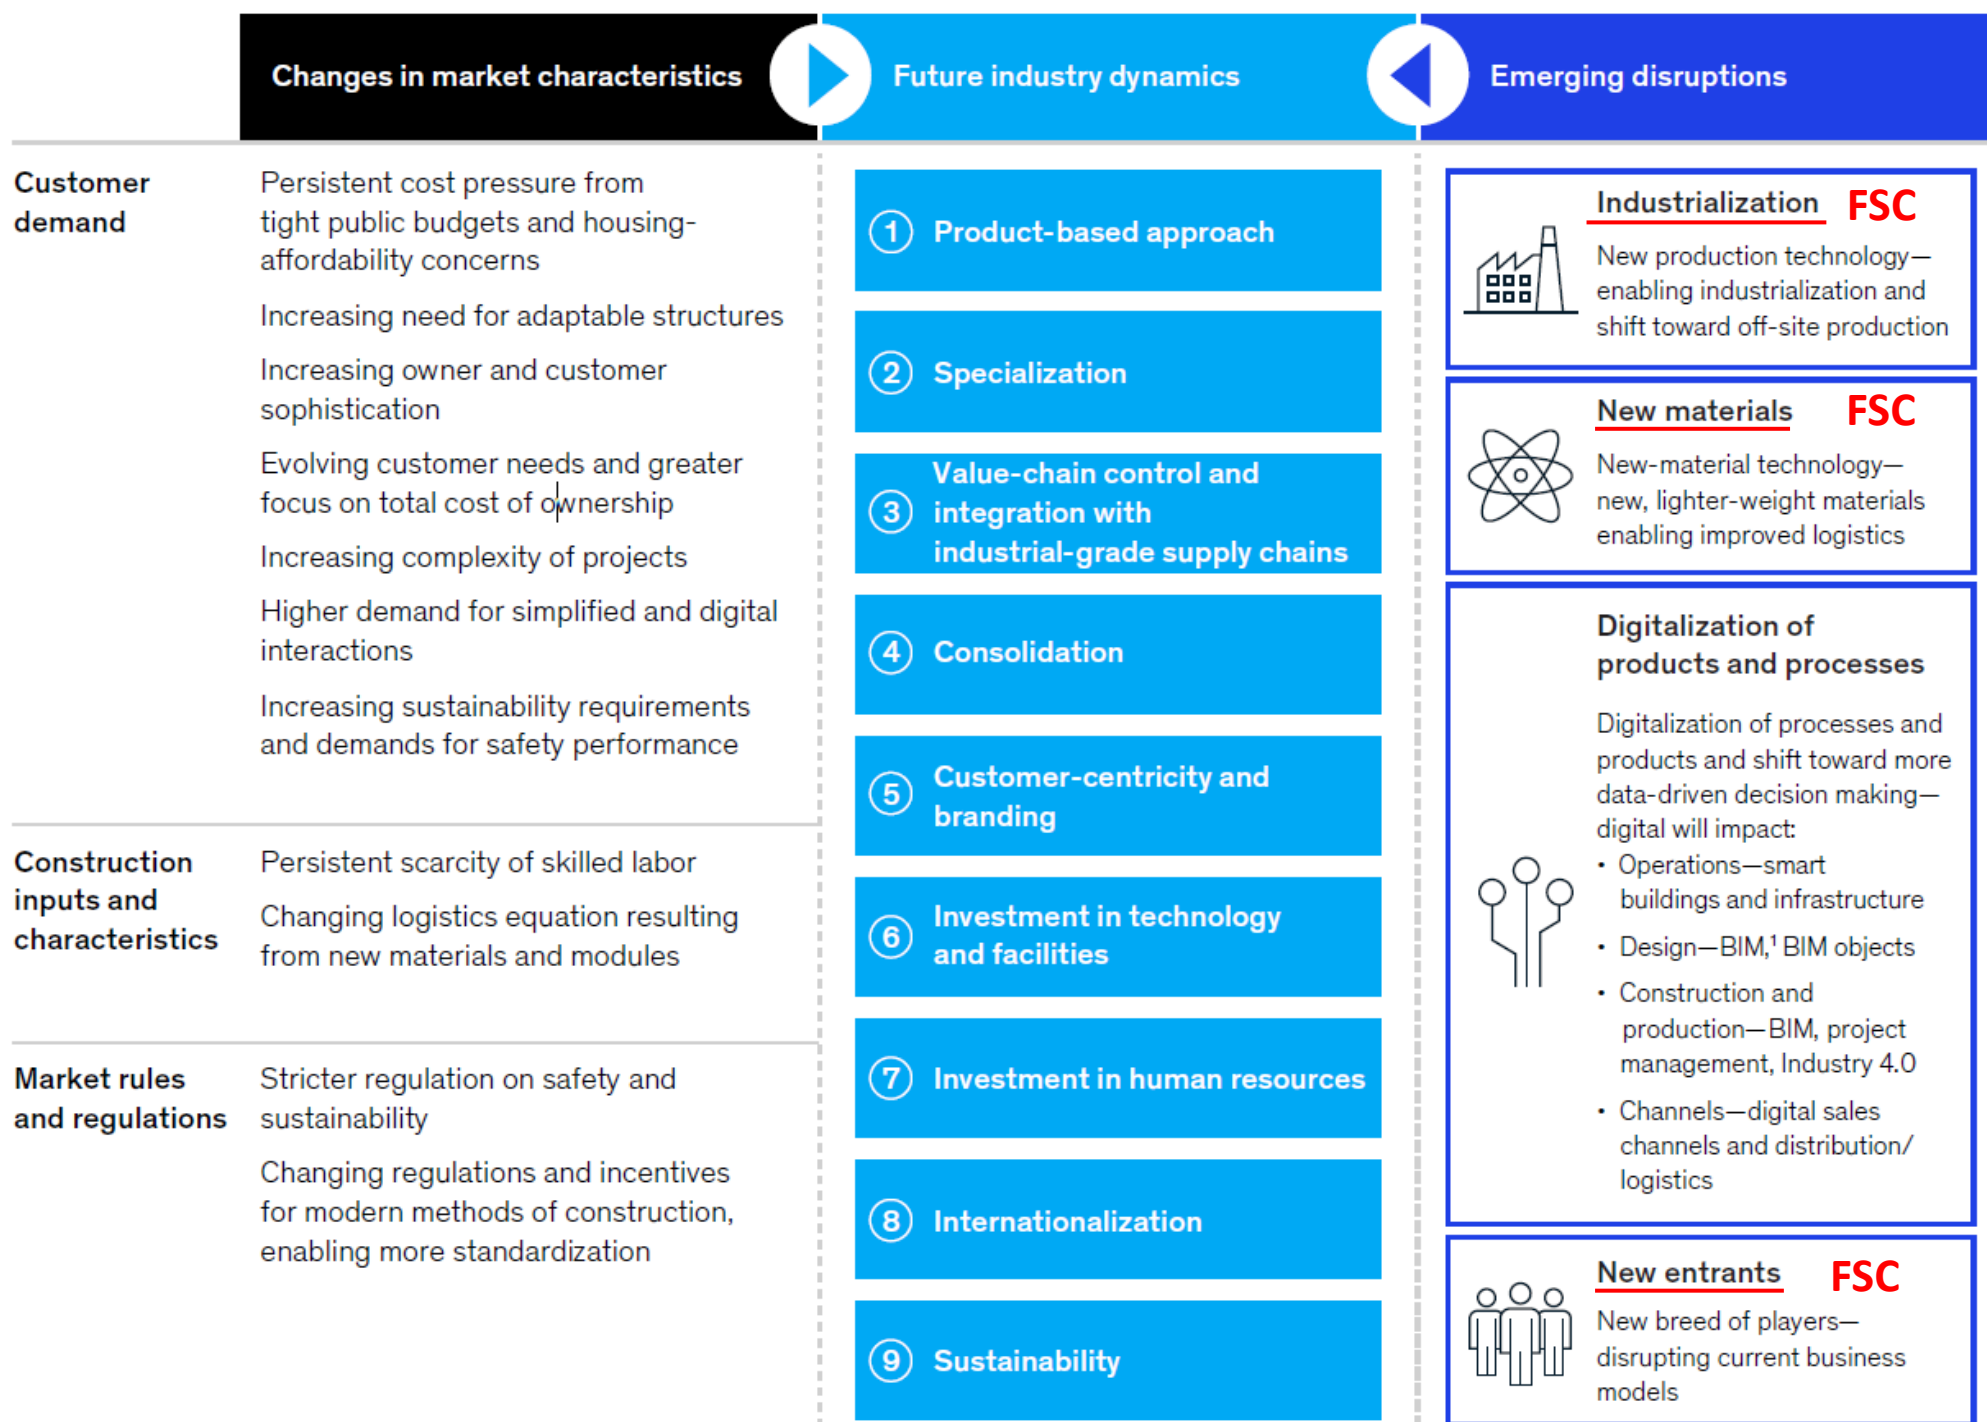 Changes in market characteristics
Future industry dynamics
Emerging disruptions
Customer
demand
Persistent cost pressure from
tight public budgets and housing-
affordability concerns
Increasing need for adaptable structures
Increasing owner and customer
sophistication
Evolving customer needs and greater
focus on total cost of ownership
Increasing complexity of projects
Higher demand for simplified and digital
interactions
Increasing sustainability requirements
and demands for safety performance
Construction
inputs and
characteristics
Persistent scarcity of skilled labor
Changing logistics equation resulting
from new materials and modules
Market rules
and regulations
Stricter regulation on safety and
sustainability
Changing regulations and incentives
for modern methods of construction,
enabling more standardization
1 Product-based approach
2 Specialization
Value-chain control and
3 integration with
industrial-grade supply chains
4 Consolidation
5 Customer-centricity and
branding
6 Investment in technology
and facilities
7 Investment in human resources
8 Internationalization
9 Sustainability
Industrialization FSC
New production technology—
enabling industrialization and
shift toward off-site production
New materials FSC
New-material technology—
new, lighter-weight materials
enabling improved logistics
Digitalization of
products and processes
Digitalization of processes and
products and shift toward more
data-driven decision making—
digital will impact:
• Operations—smart
buildings and infrastructure
• Design—BIM,¹ BIM objects
• Construction and
production—BIM, project
management, Industry 4.0
• Channels—digital sales
channels and distribution/
logistics
New entrants FSC
New breed of players—
disrupting current business
models